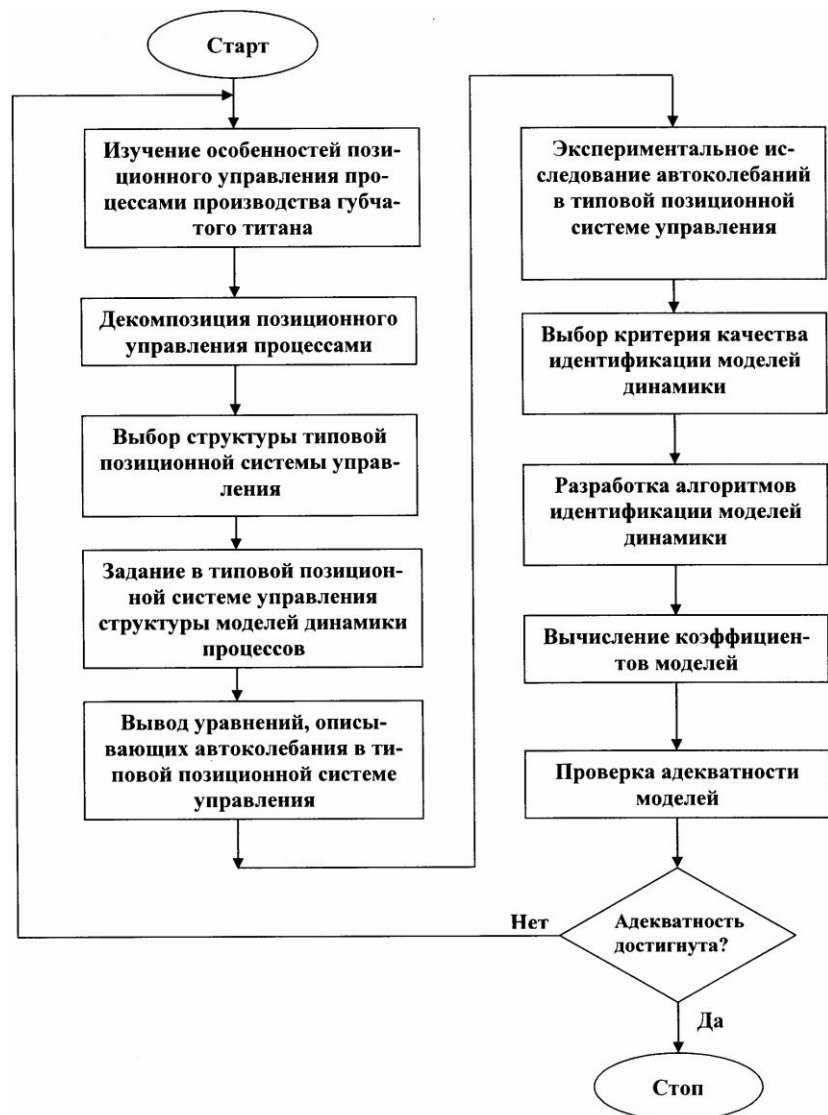 Старт
Изучение особенностей пози-
ционного управления про-
цессами производства губча-
того титана
Декомпозиция позиционного
управления процессами
Выбор структуры типовой
позиционной системы управ-
ления
Задание в типовой позицион-
ной системе управления
структуры моделей динамики
процессов
Вывод уравнений, описы-
вающих автоколебания в ти-
повой позиционной системе
управления
Экспериментальное ис-
следование автоколебаний
в типовой позиционной
системе управления
Выбор критерия качества
идентификации моделей
динамики
Разработка алгоритмов
идентификации моделей
динамики
Вычисление коэффициен-
тов моделей
Проверка адекватности
моделей
Адекватность
достигнута?
Нет
Да
Стоп